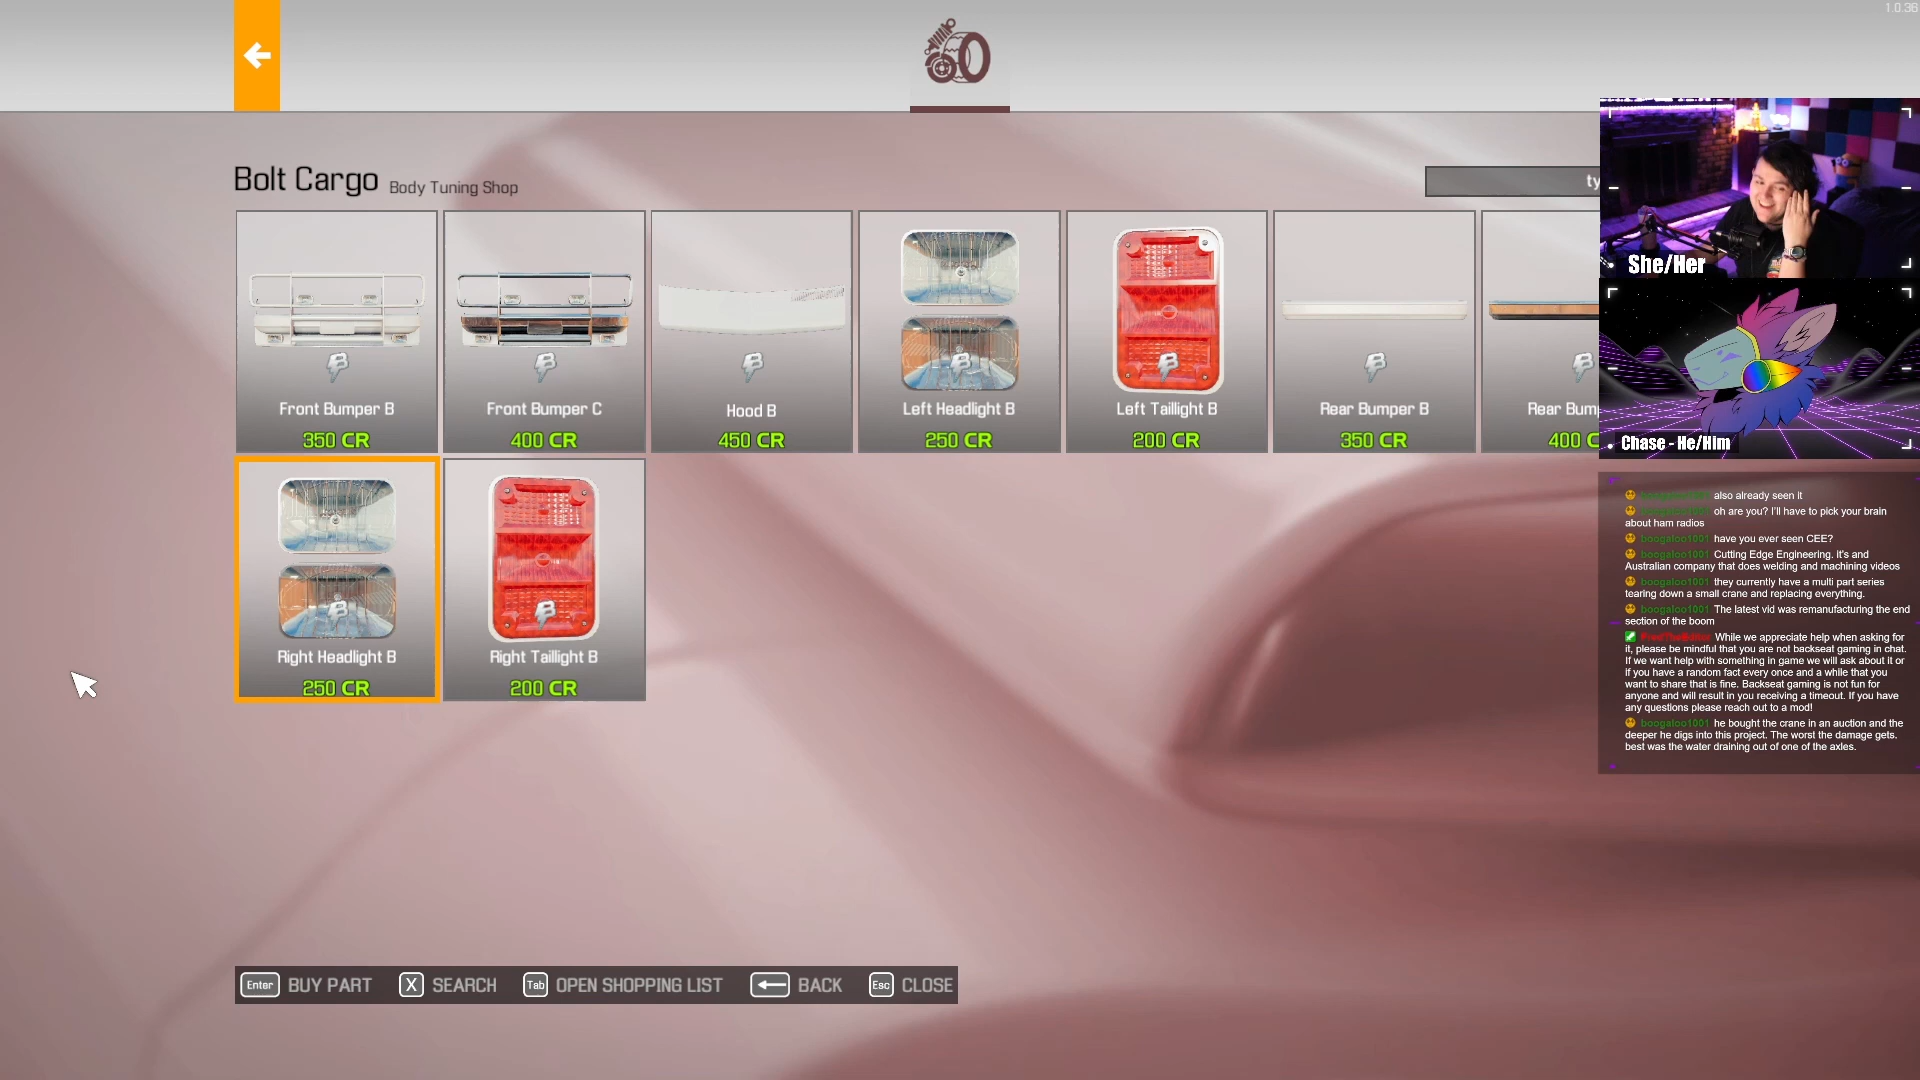 1.0.36
Bolt Cargo Body Tuning Shop
ty
Front Bumper B
350 CR
Front Bumper C
400 CR
Hood B
450 CR
Left Headlight B
250 CR
Left Taillight B
200 CR
Rear Bumper B
350 CR
Rear Bum
400 C
Right Headlight B
250 CR
Right Taillight B
200 CR
She/Her
Chase - He/Him
also already seen it
oh are you? I'll have to pick your brain
about ham radios
boogaloo1001 have you ever seen CEE?
boogaloo1001 Cutting Edge Engineering, it's and
Australian company that does welding and machining videos
boogaloo1001 they currently have a multi part series
tearing down a small crane and replacing everything.
boogaloo1001 The latest vid was remanufacturing the end
section of the boom
While we appreciate help when asking for
it, please be mindful that you are not backseat gaming in chat.
If we want help with something in game we will ask about it or
if you have a random fact every once and a while that you
want to share that is fine. Backseat gaming is not fun for
anyone and will result in you receiving a timeout. If you have
any questions please reach out to a mod!
boogaloo1001 he bought the crane in an auction and the
deeper he digs into this project. The worst the damage gets.
best was the water draining out of one of the axles.
Enter BUY PART X SEARCH Tab OPEN SHOPPING LIST BACK Esc CLOSE